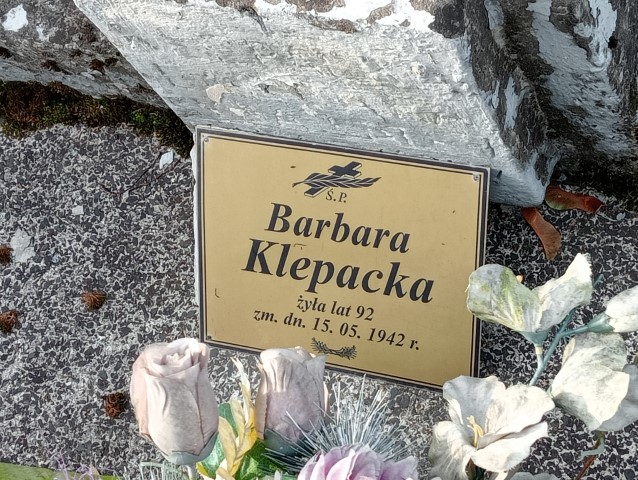 Ś.P.
Barbara
Klepacka
żyła lat 92
zm. dn. 15. 05. 1942 r.